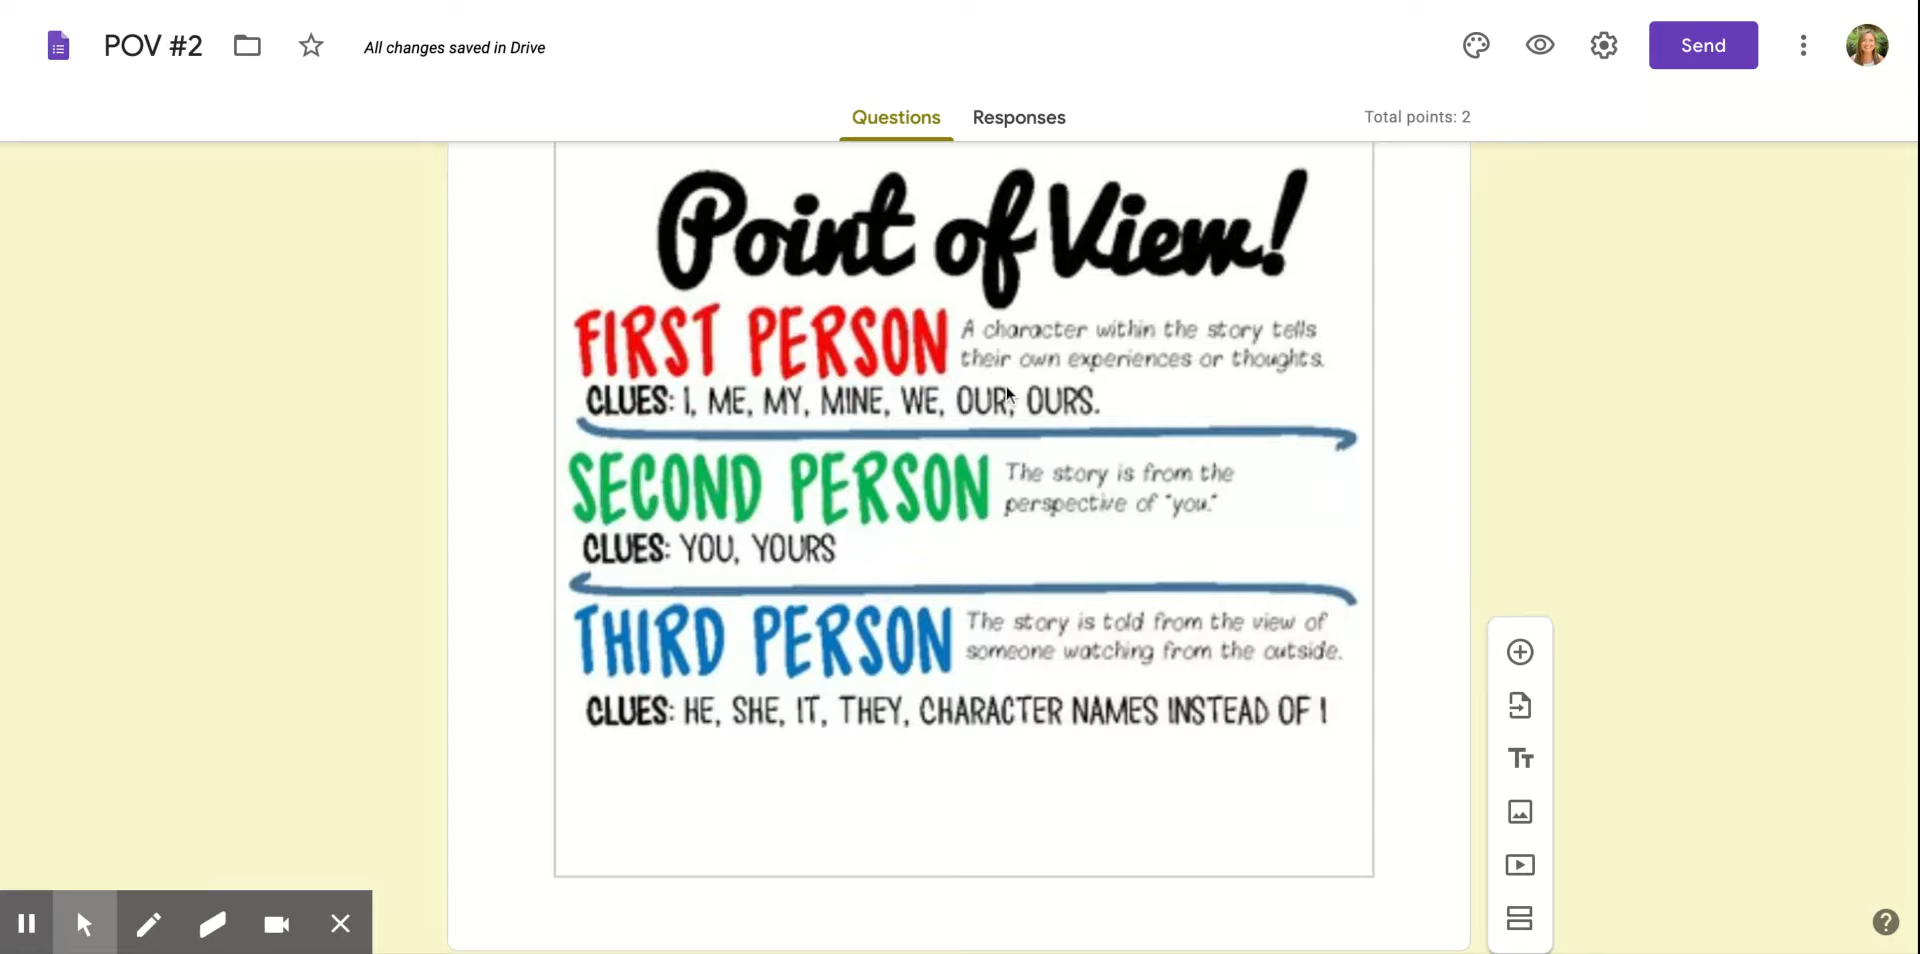 POV #2
All changes saved in Drive
Send
Questions
Responses
Total points: 2
Point of View!
FIRST PERSON
A character within the story tells
their own experiences or thoughts.
CLUES: I, ME, MY, MINE, WE, OUR, OURS.
SECOND PERSON
The story is from the
perspective of "you."
CLUES: YOU, YOURS
THIRD PERSON
The story is told from the view of
someone watching from the outside.
CLUES: HE, SHE, IT, THEY, CHARACTER NAMES INSTEAD OF I
Tт